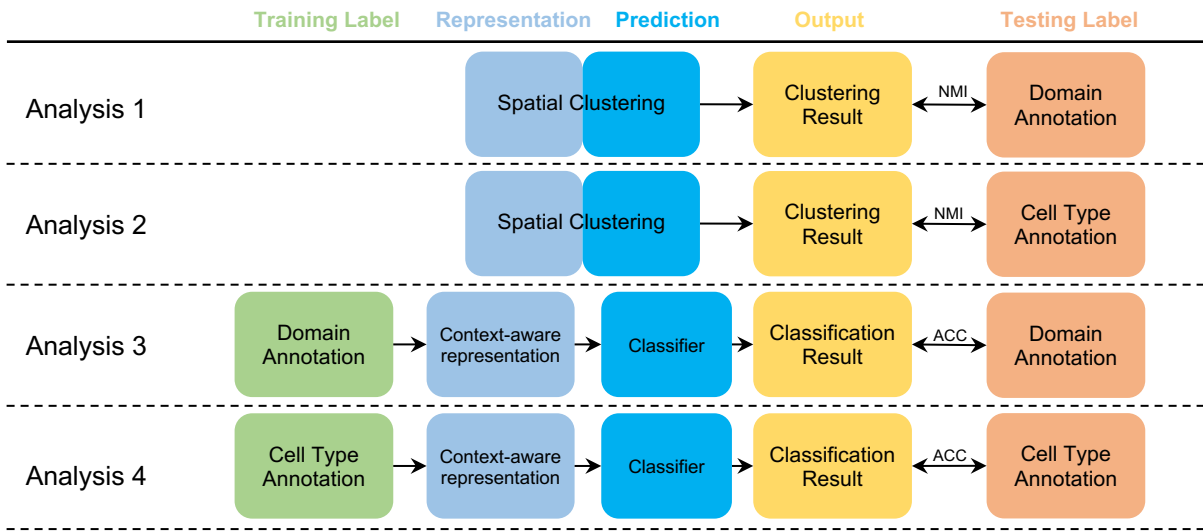 Training Label Representation Prediction Output Testing Label
Analysis 1
Spatial Clustering
Clustering
Result
NMI
Domain
Annotation
Analysis 2
Spatial Clustering
Clustering
Result
NMI
Cell Type
Annotation
Analysis 3
Domain
Annotation
Context-aware
representation
Classifier
Classification
Result
ACC
Domain
Annotation
Analysis 4
Cell Type
Annotation
Context-aware
representation
Classifier
Classification
Result
ACC
Cell Type
Annotation